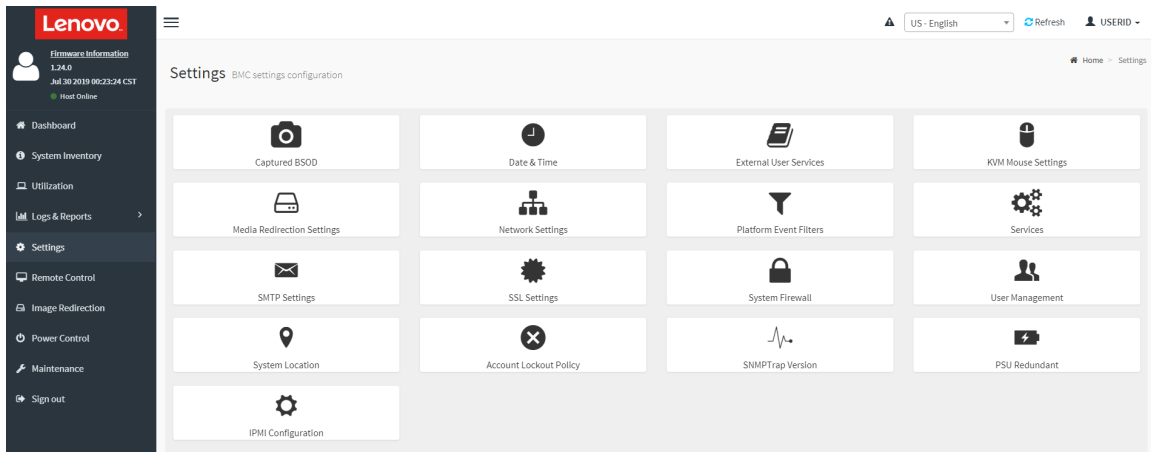 Lenovo.
US - English
Refresh
USERID
Firmware Information
1.24.0
Jul 30 2019 00:23:24 CST
Host Online
Dashboard
System Inventory
Utilization
Logs & Reports
Settings
Remote Control
Image Redirection
Power Control
Maintenance
Sign out
Settings BMC settings configuration
Home > Settings
Captured BSOD
Date & Time
External User Services
KVM Mouse Settings
Media Redirection Settings
Network Settings
Platform Event Filters
Services
SMTP Settings
SSL Settings
System Firewall
User Management
System Location
Account Lockout Policy
SNMPTrap Version
PSU Redundant
IPMI Configuration